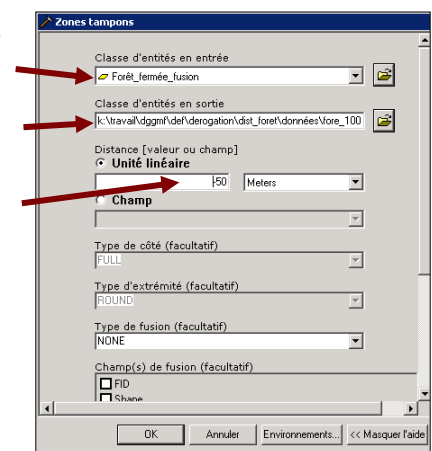 Zones tampons
Classe d'entités en entrée
Forêt_fermée_fusion
Classe d'entités en sortie
k:\travail\dggmf\def\derogation\dist_foret\données\fore_100
Distance [valeur ou champ]
Unité linéaire
-50 Meters
Champ
Type de côté (facultatif)
FULL
Type d'extrémité (facultatif)
ROUND
Type de fusion (facultatif)
NONE
Champ(s) de fusion (facultatif)
FID
Shape
OK Annuler Environnements... << Masquer l'aide